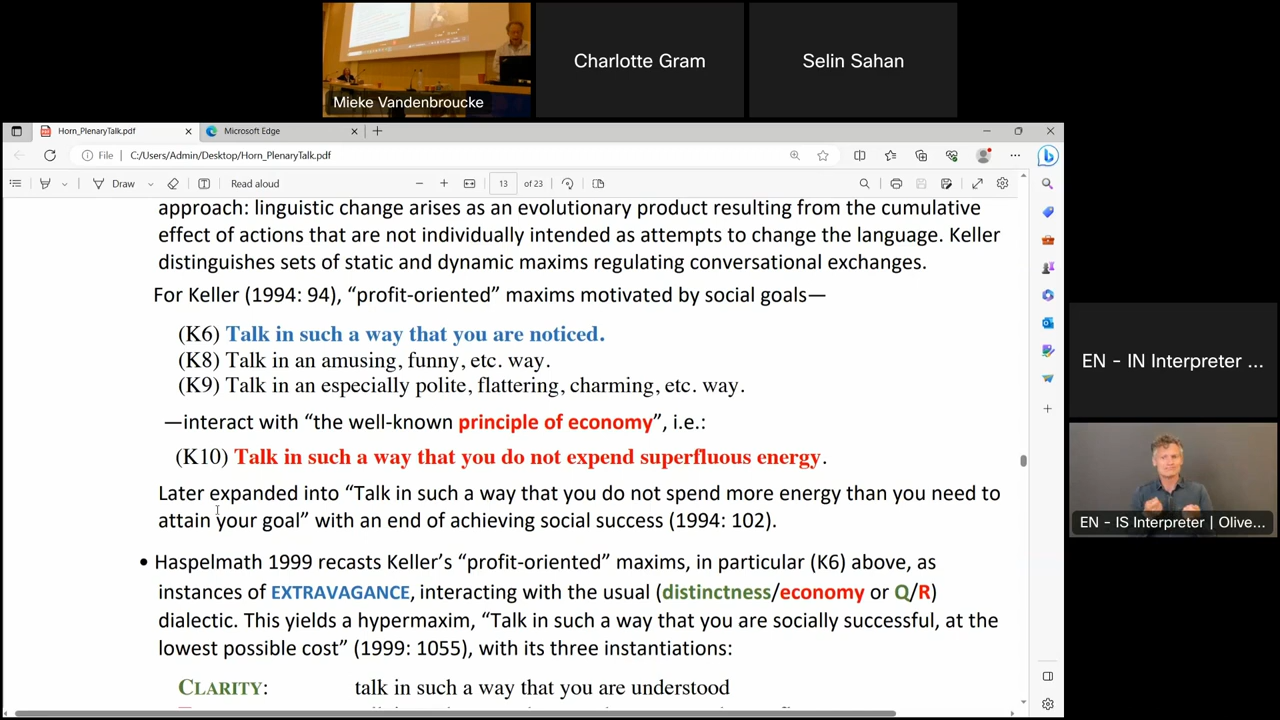 Mieke Vandenbroucke
Charlotte Gram
Selin Sahan
Horn_PlenaryTalk.pdf
Microsoft Edge
File
C:/Users/Admin/Desktop/Horn_PlenaryTalk.pdf
Draw
Read aloud
13
of 23
approach: linguistic change arises as an evolutionary product resulting from the cumulative
effect of actions that are not individually intended as attempts to change the language. Keller
distinguishes sets of static and dynamic maxims regulating conversational exchanges.
For Keller (1994: 94), “profit-oriented” maxims motivated by social goals—
(K6) Talk in such a way that you are noticed.
(K8) Talk in an amusing, funny, etc. way.
(K9) Talk in an especially polite, flattering, charming, etc. way.
—interact with “the well-known principle of economy”, i.e.:
(K10) Talk in such a way that you do not expend superfluous energy.
Later expanded into “Talk in such a way that you do not spend more energy than you need to
attain your goal” with an end of achieving social success (1994: 102).
• Haspelmath 1999 recasts Keller’s “profit-oriented” maxims, in particular (K6) above, as
instances of EXTRAVAGANCE, interacting with the usual (distinctness/economy or Q/R)
dialectic. This yields a hypermaxim, “Talk in such a way that you are socially successful, at the
lowest possible cost” (1999: 1055), with its three instantiations:
CLARITY: talk in such a way that you are understood
EN - IN Interpreter ...
EN - IS Interpreter | Olive...